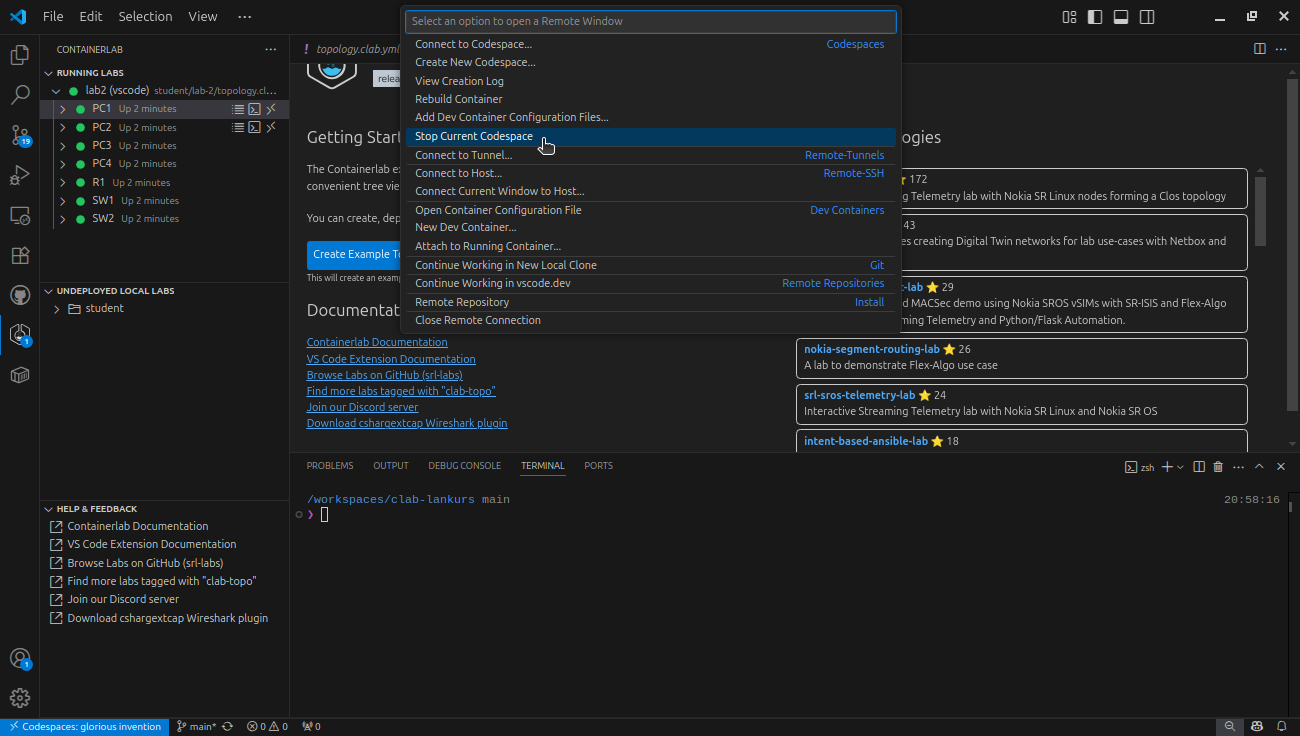 File Edit Selection View ···
Select an option to open a Remote Window
Connect to Codespace... Codespaces
Create New Codespace...
View Creation Log
Rebuild Container
Add Dev Container Configuration Files...
Stop Current Codespace
Connect to Tunnel... Remote-Tunnels
Connect to Host... Remote-SSH
Connect Current Window to Host...
Open Container Configuration File Dev Containers
New Dev Container...
Attach to Running Container...
Continue Working in New Local Clone Git
Continue Working in vscode.dev Remote Repositories
Remote Repository Install
Close Remote Connection
CONTAINERLAB
RUNNING LABS
lab2 (vscode) student/lab-2/topology.cl...
PC1 Up 2 minutes
PC2 Up 2 minutes
PC3 Up 2 minutes
PC4 Up 2 minutes
R1 Up 2 minutes
SW1 Up 2 minutes
SW2 Up 2 minutes
UNDEPLOYED LOCAL LABS
student
HELP & FEEDBACK
Containerlab Documentation
VS Code Extension Documentation
Browse Labs on GitHub (srl-labs)
Find more labs tagged with "clab-topo"
Join our Discord server
Download cshargextcap Wireshark plugin
19
1
1
! topology.clab.yml
relea
Getting Start
The Containerlab e
convenient tree vie
You can create, dep
Create Example To
This will create an examp
Documentat
Containerlab Documentation
VS Code Extension Documentation
Browse Labs on GitHub (srl-labs)
Find more labs tagged with "clab-topo"
Join our Discord server
Download cshargextcap Wireshark plugin
ogies
172
g Telemetry lab with Nokia SR Linux nodes forming a Clos topology
43
es creating Digital Twin networks for lab use-cases with Netbox and
-lab ⭐ 29
d MACSec demo using Nokia SROS vSIMs with SR-ISIS and Flex-Algo
ming Telemetry and Python/Flask Automation.
nokia-segment-routing-lab ⭐ 26
A lab to demonstrate Flex-Algo use case
srl-sros-telemetry-lab ⭐ 24
Interactive Streaming Telemetry lab with Nokia SR Linux and Nokia SR OS
intent-based-ansible-lab ⭐ 18
PROBLEMS OUTPUT DEBUG CONSOLE TERMINAL PORTS zsh
/workspaces/clab-lankurs main 20:58:16
❯
Codespaces: glorious invention main* 0 0 0